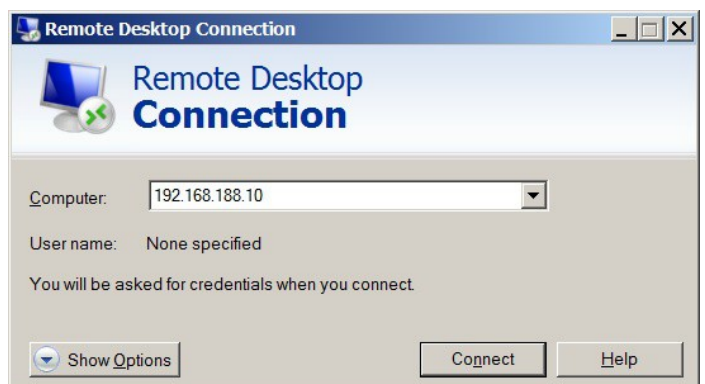 Remote Desktop Connection
Remote Desktop
Connection
Computer: 192.168.188.10
User name: None specified
You will be asked for credentials when you connect.
Show Options Connect Help